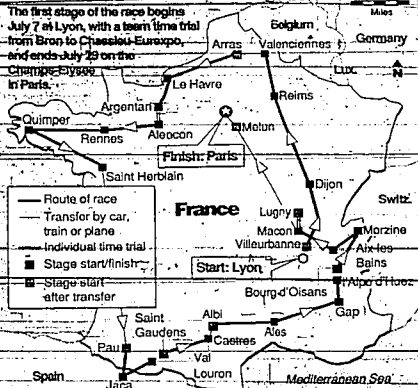 The first stage of the race begins
July 7 at Lyon, with a team time trial
from Bron to Chassieu-Eurexpo,
and ends July 29 on the
Champs-Elysee
in Paris.
Miles
N
Belgium
Germany
Lux.
Arras
Valenciennes
Le Havre
Reims
Argentan
Quimper
Alencon
Rennes
Melun
Finish: Paris
Saint Herblain
Dijon
Route of race
Transfer by car,
train or plane
Individual time trial
Stage start/finish
Stage start
after transfer
France
Lugny
Macon
Villeurbanne
Switz.
Morzine
Aix-les
Bains
Start: Lyon
Alpe d'Huez
Bourg-d'Oisans
Gap
Saint
Gaudens
Albi
Ales
Castres
Pau
Val
Louron
Jaca
Spain
Mediterranean Sea